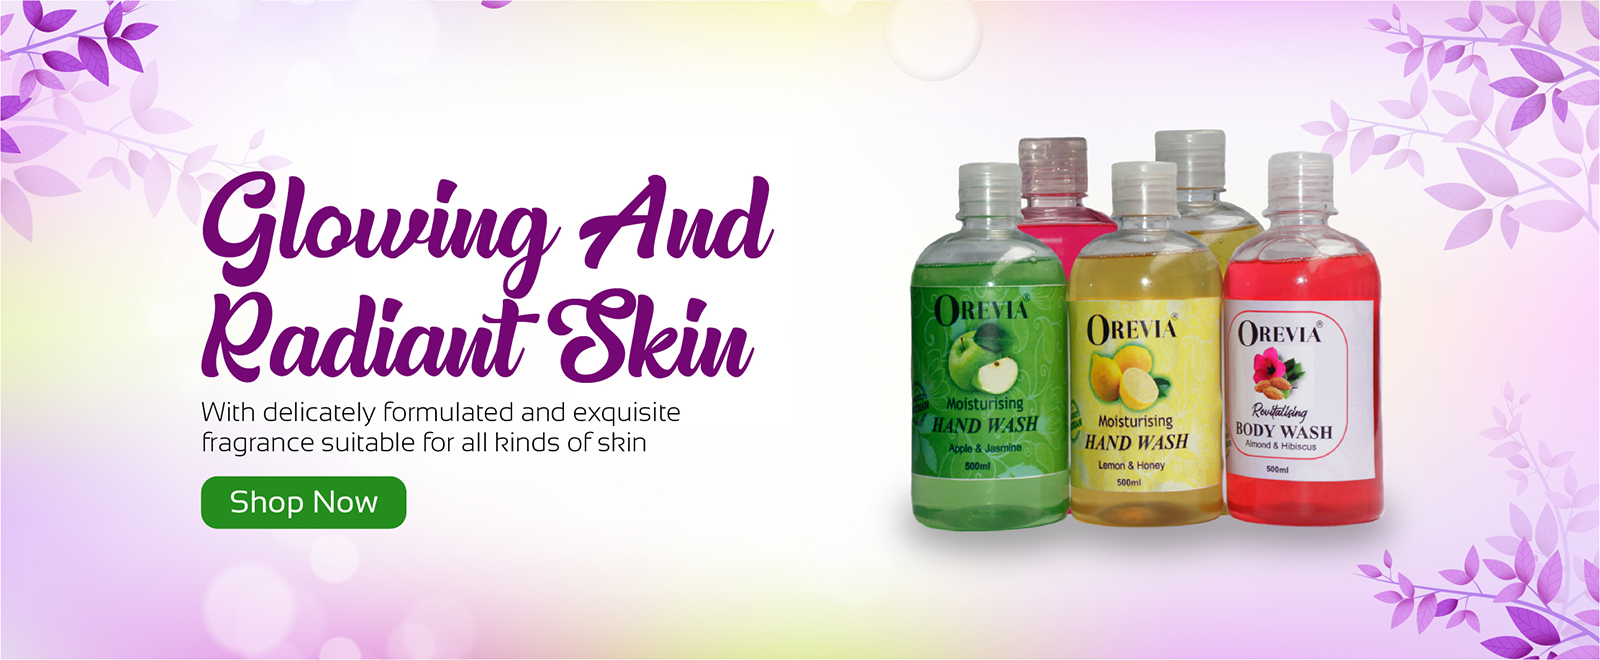 Glowing And
Radiant Skin
With delicately formulated and exquisite
fragrance suitable for all kinds of skin
Shop Now
OREVIA®
Moisturising
HAND WASH
Apple & Jasmine
500ml
OREVIA®
Moisturising
HAND WASH
Lemon & Honey
500ml
OREVIA®
Revitalising
BODY WASH
Almond & Hibiscus
500ml